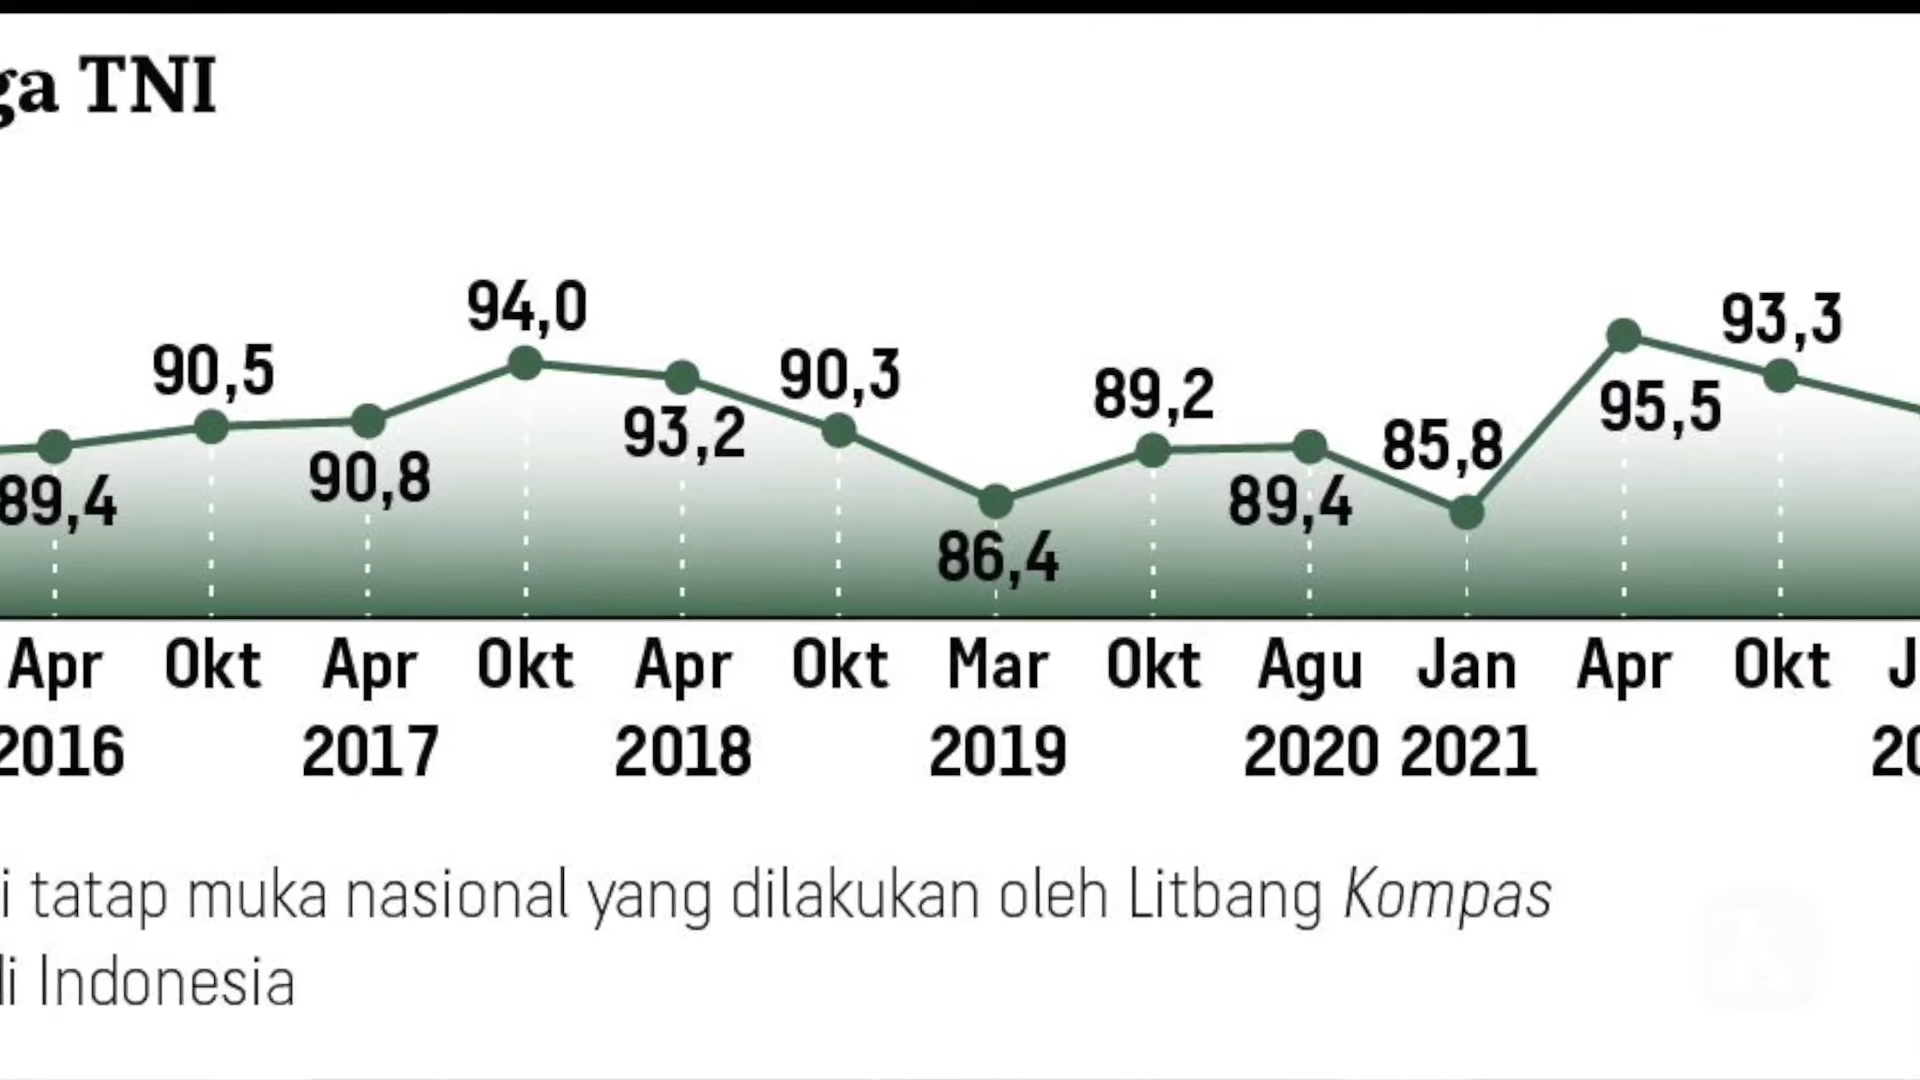 ga TNI
94,0
90,5
90,3
93,3
93,2
89,2
95,5
85,8
90,8
89,4
89,4
86,4
Apr Okt Apr Okt Apr Okt Mar Okt Agu Jan Apr Okt J
2016 2017 2018 2019 2020 2021 20
i tatap muka nasional yang dilakukan oleh Litbang Kompas
di Indonesia